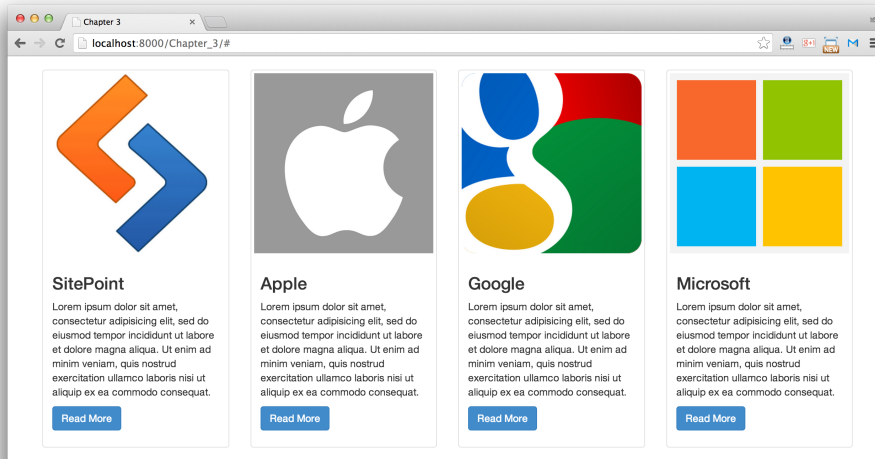 Chapter 3
localhost:8000/Chapter_3/#
NEW
SitePoint
Lorem ipsum dolor sit amet,
consectetur adipisicing elit, sed do
eiusmod tempor incididunt ut labore
et dolore magna aliqua. Ut enim ad
minim veniam, quis nostrud
exercitation ullamco laboris nisi ut
aliquip ex ea commodo consequat.
Read More
Apple
Lorem ipsum dolor sit amet,
consectetur adipisicing elit, sed do
eiusmod tempor incididunt ut labore
et dolore magna aliqua. Ut enim ad
minim veniam, quis nostrud
exercitation ullamco laboris nisi ut
aliquip ex ea commodo consequat.
Read More
Google
Lorem ipsum dolor sit amet,
consectetur adipisicing elit, sed do
eiusmod tempor incididunt ut labore
et dolore magna aliqua. Ut enim ad
minim veniam, quis nostrud
exercitation ullamco laboris nisi ut
aliquip ex ea commodo consequat.
Read More
Microsoft
Lorem ipsum dolor sit amet,
consectetur adipisicing elit, sed do
eiusmod tempor incididunt ut labore
et dolore magna aliqua. Ut enim ad
minim veniam, quis nostrud
exercitation ullamco laboris nisi ut
aliquip ex ea commodo consequat.
Read More